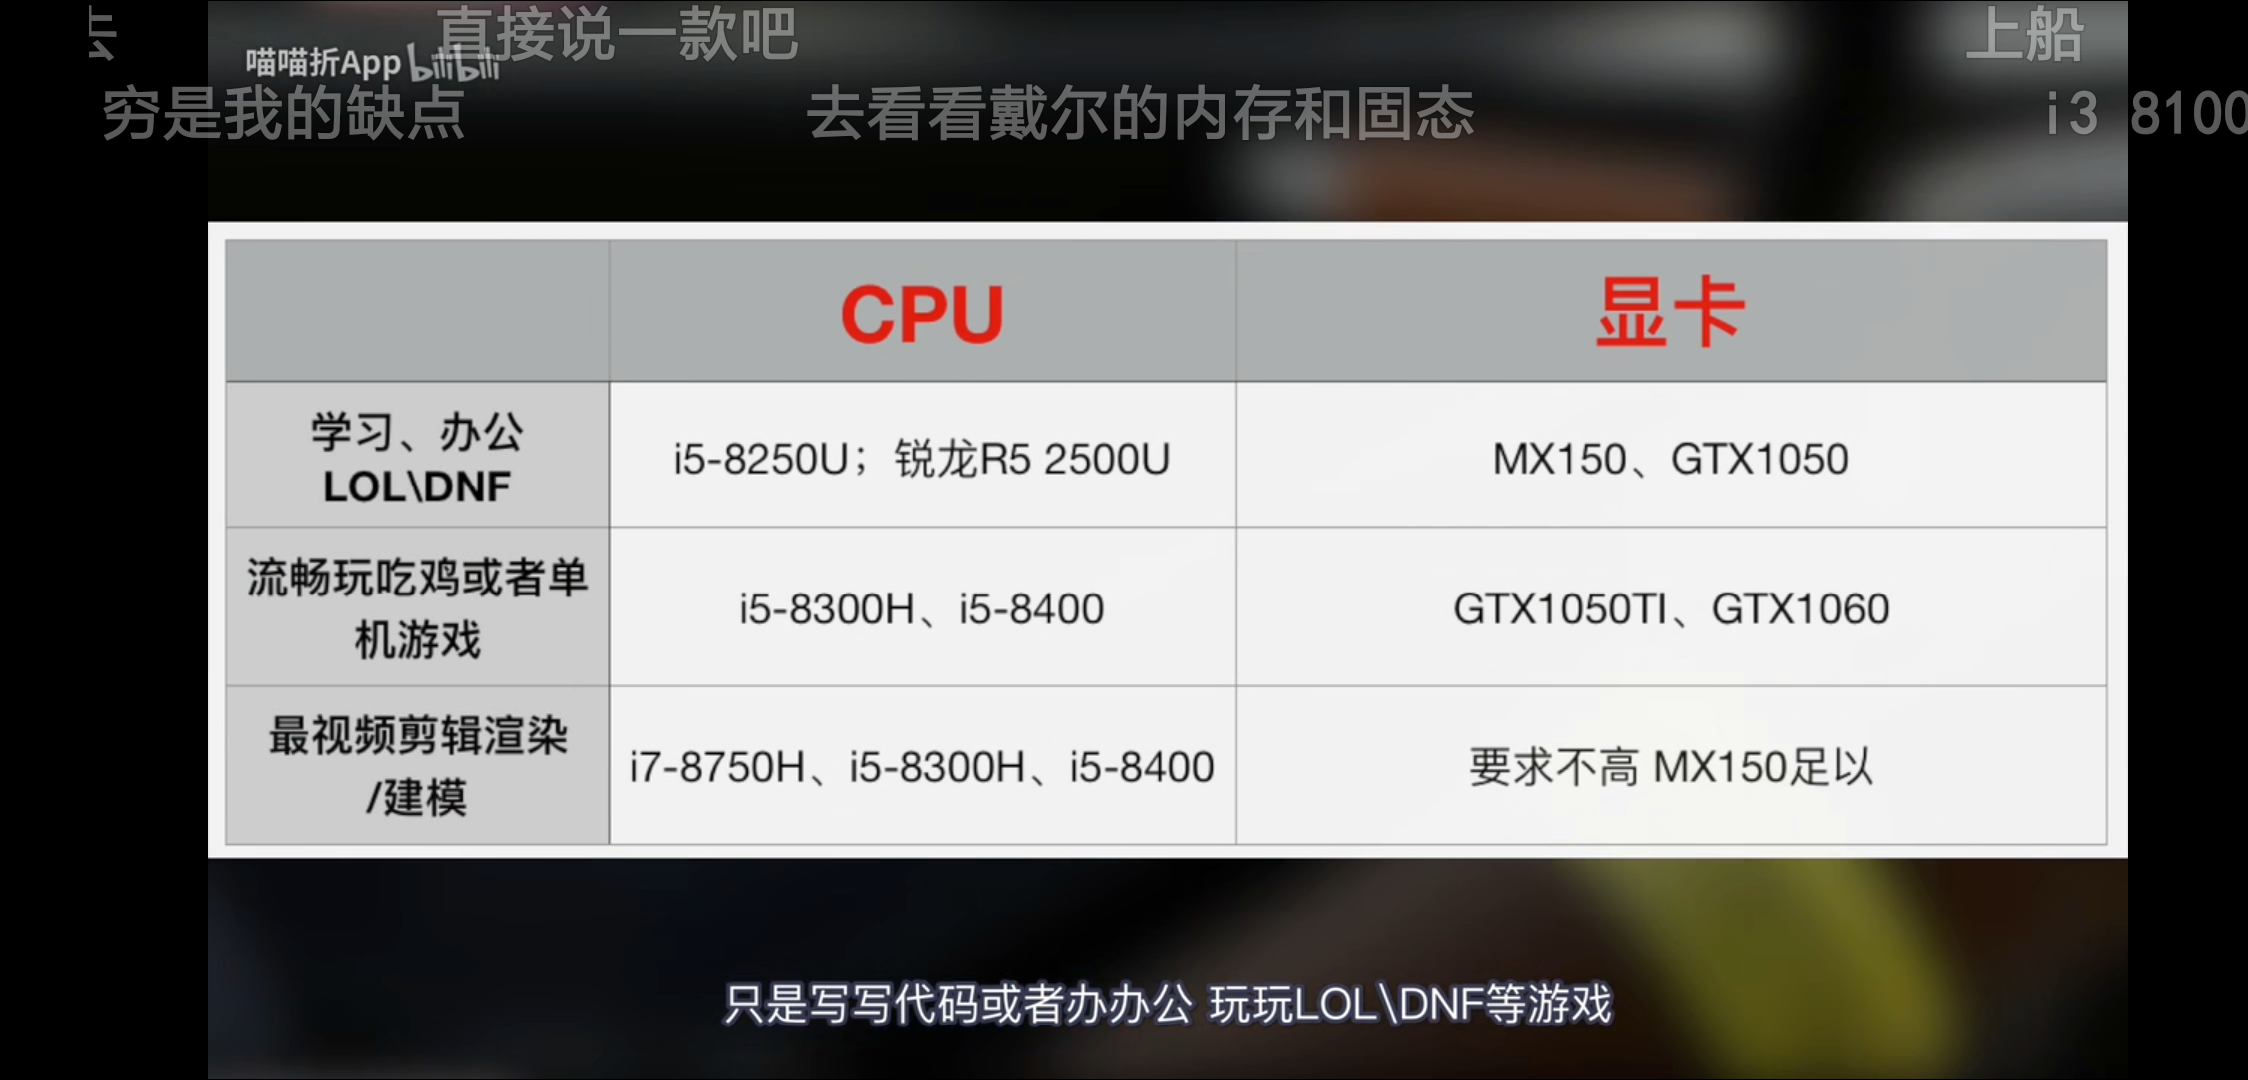 直接说一款吧
上船
喵喵折App bilibili
穷是我的缺点
去看看戴尔的内存和固态
i3 8100
CPU
显卡
学习、办公
LOL\DNF
i5-8250U；锐龙R5 2500U
MX150、GTX1050
流畅玩吃鸡或者单
机游戏
i5-8300H、i5-8400
GTX1050TI、GTX1060
最视频剪辑渲染
/建模
i7-8750H、i5-8300H、i5-8400
要求不高 MX150足以
只是写写代码或者办办公 玩玩LOL\DNF等游戏